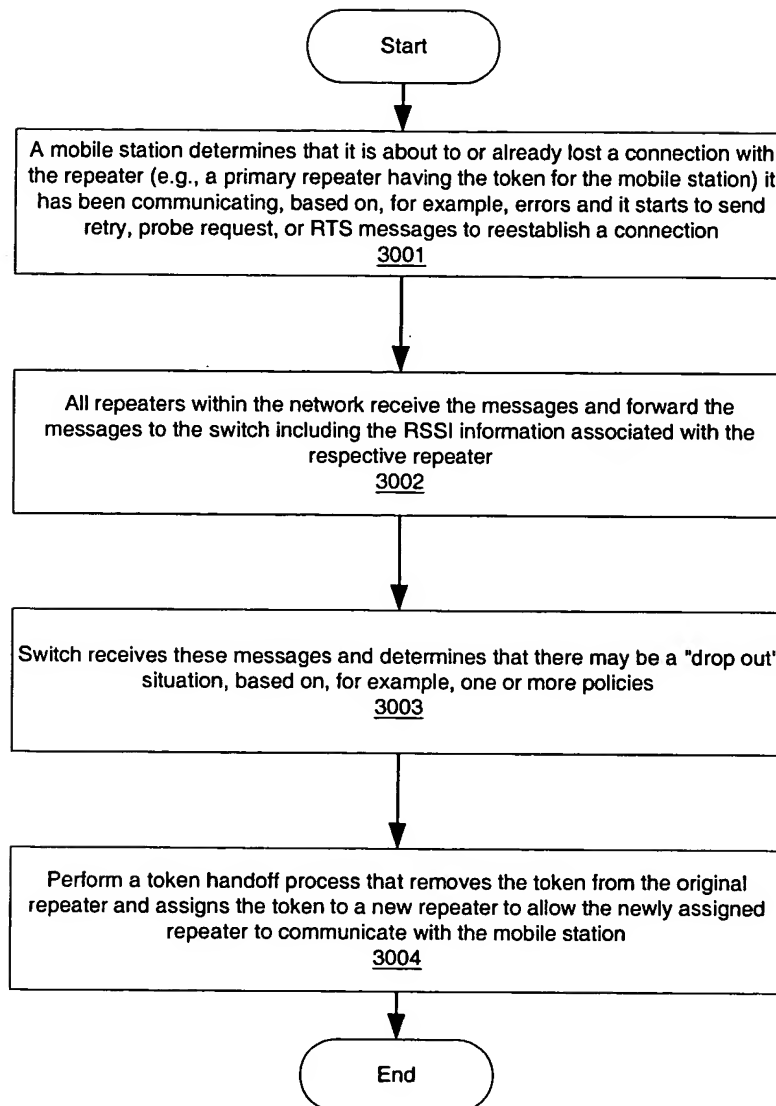 Start
A mobile station determines that it is about to or already lost a connection with
the repeater (e.g., a primary repeater having the token for the mobile station) it
has been communicating, based on, for example, errors and it starts to send
retry, probe request, or RTS messages to reestablish a connection
3001
All repeaters within the network receive the messages and forward the
messages to the switch including the RSSI information associated with the
respective repeater
3002
Switch receives these messages and determines that there may be a "drop out"
situation, based on, for example, one or more policies
3003
Perform a token handoff process that removes the token from the original
repeater and assigns the token to a new repeater to allow the newly assigned
repeater to communicate with the mobile station
3004
End